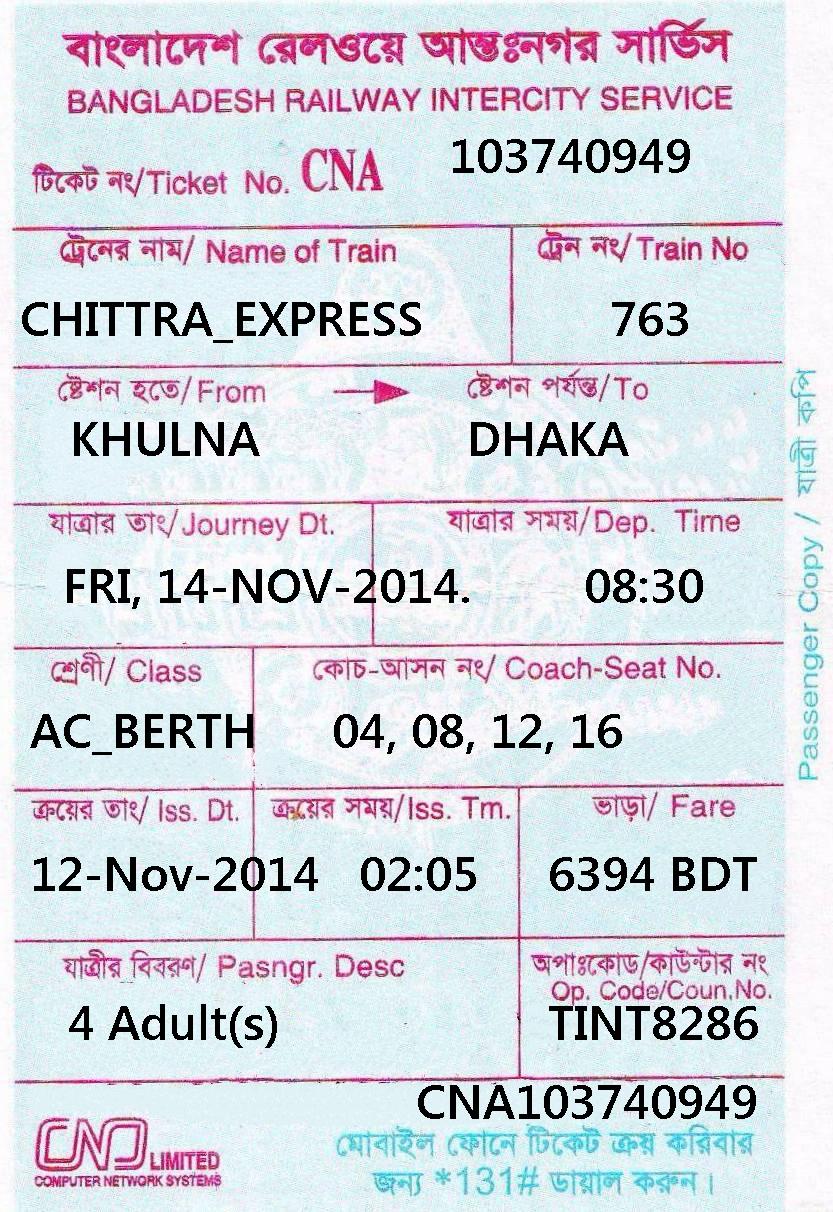 বাংলাদেশ রেলওয়ে আন্তঃনগর সার্ভিস
BANGLADESH RAILWAY INTERCITY SERVICE
টিকেট নং/Ticket No. CNA 103740949
ট্রেনের নাম/ Name of Train ট্রেন নং/Train No
CHITTRA_EXPRESS 763
ষ্টেশন হতে/From ষ্টেশন পর্যন্ত/To
KHULNA DHAKA
যাত্রার তাং/Journey Dt. যাত্রার সময়/Dep. Time
FRI, 14-NOV-2014. 08:30
শ্রেণী/ Class কোচ-আসন নং/ Coach-Seat No.
AC_BERTH 04, 08, 12, 16
ক্রয়ের তাং/ Iss. Dt. ক্রয়ের সময়/Iss. Tm. ভাড়া/ Fare
12-Nov-2014 02:05 6394 BDT
যাত্রীর বিবরণ/ Pasngr. Desc অপাঃকোড/কাউন্টার নং
Op. Code/Coun.No.
4 Adult(s) TINT8286
CNA103740949
CNS LIMITED
COMPUTER NETWORK SYSTEMS
মোবাইল ফোনে টিকেট ক্রয় করিবার
জন্য *131# ডায়াল করুন।
Passenger Copy / যাত্রী কপি